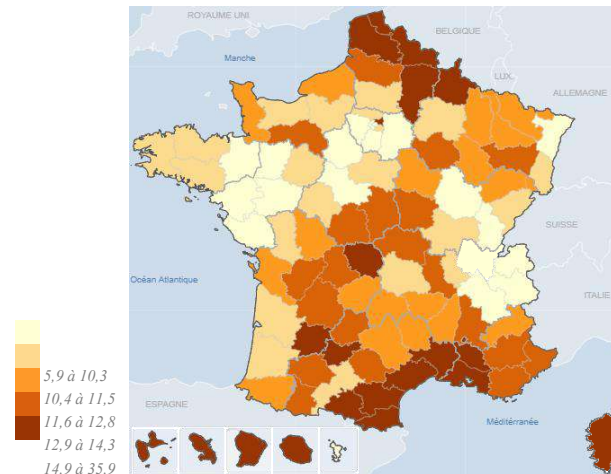 ROYAUME UNI
BELGIQUE
Manche
LUX.
ALLEMAGNE
SUISSE
Océan Atlantique
ITALIE
5,9 à 10,3
10,4 à 11,5
11,6 à 12,8
12,9 à 14,3
14,9 à 35,9
ESPAGNE
Méditérranée